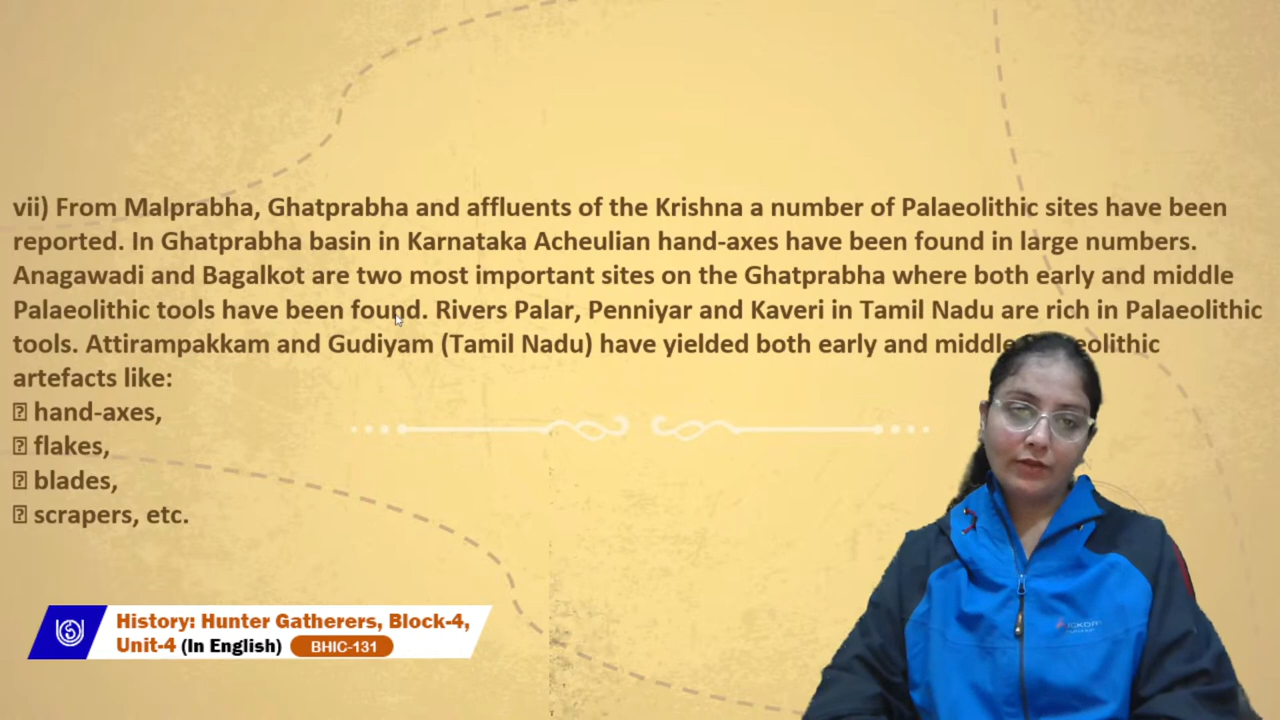 vii) From Malprabha, Ghatprabha and affluents of the Krishna a number of Palaeolithic sites have been
reported. In Ghatprabha basin in Karnataka Acheulian hand-axes have been found in large numbers.
Anagawadi and Bagalkot are two most important sites on the Ghatprabha where both early and middle
Palaeolithic tools have been found. Rivers Palar, Penniyar and Kaveri in Tamil Nadu are rich in Palaeolithic
tools. Attirampakkam and Gudiyam (Tamil Nadu) have yielded both early and middle
artefacts like:
hand-axes,
flakes,
blades,
scrapers, etc.
History: Hunter Gatherers, Block-4,
Unit-4 (In English) BHIC-131